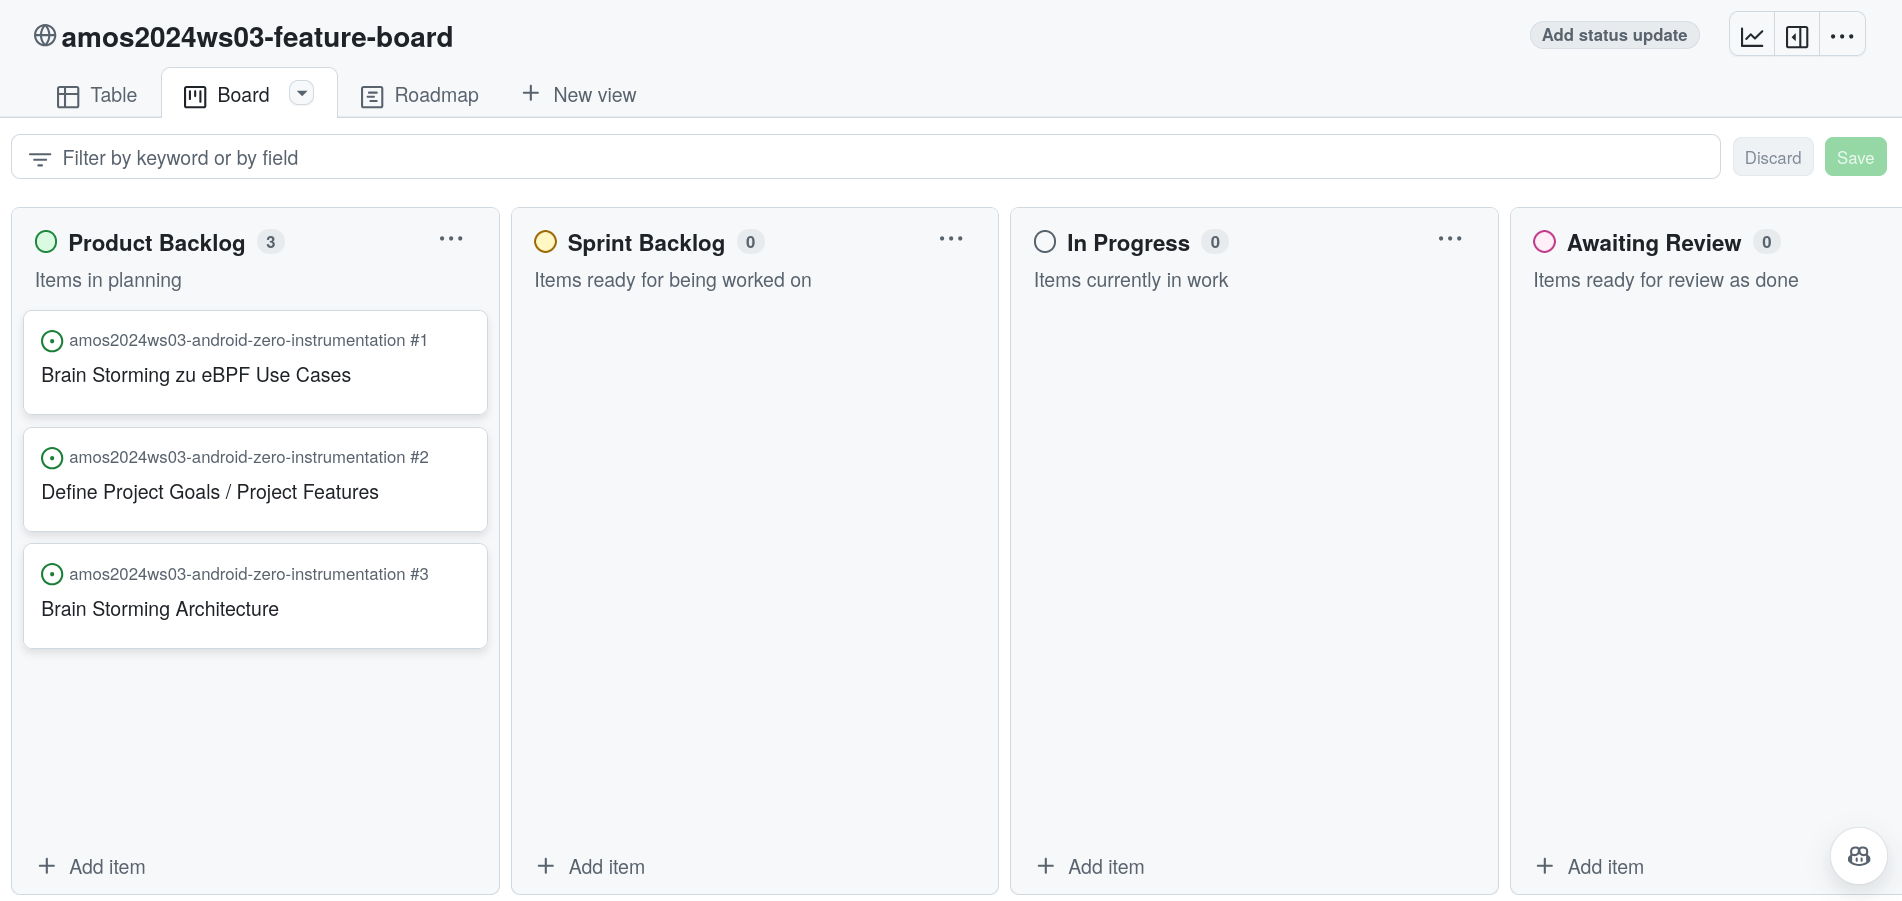 amos2024ws03-feature-board
Add status update
Table
Board
Roadmap
New view
Filter by keyword or by field
Discard
Save
Product Backlog 3
Items in planning
amos2024ws03-android-zero-instrumentation #1
Brain Storming zu eBPF Use Cases
amos2024ws03-android-zero-instrumentation #2
Define Project Goals / Project Features
amos2024ws03-android-zero-instrumentation #3
Brain Storming Architecture
Add item
Sprint Backlog 0
Items ready for being worked on
Add item
In Progress 0
Items currently in work
Add item
Awaiting Review 0
Items ready for review as done
Add item